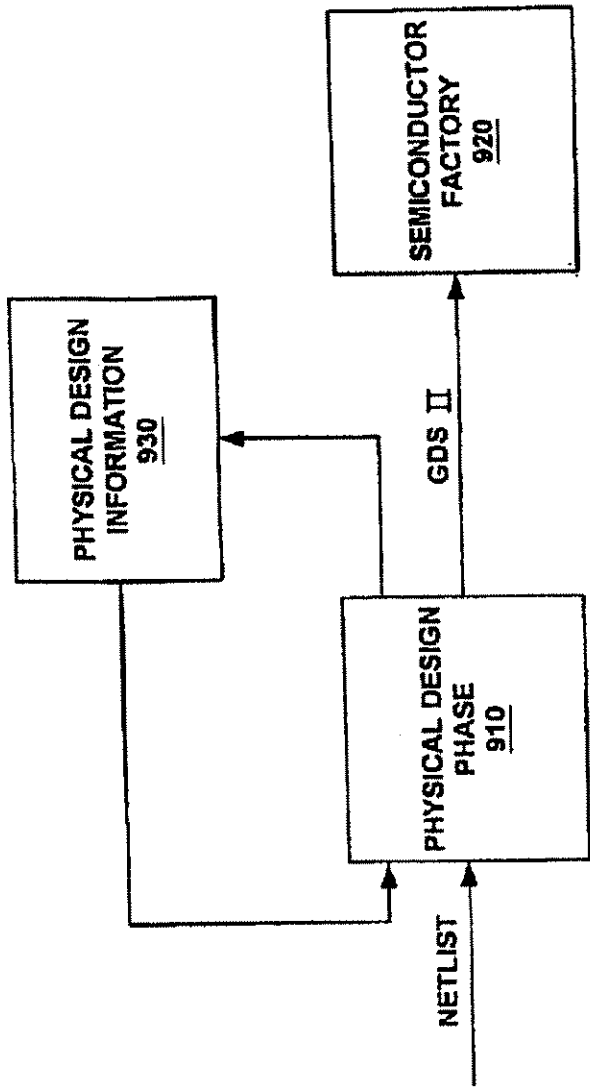 PHYSICAL DESIGN
INFORMATION
930
NETLIST
PHYSICAL DESIGN
PHASE
910
GDS II
SEMICONDUCTOR
FACTORY
920